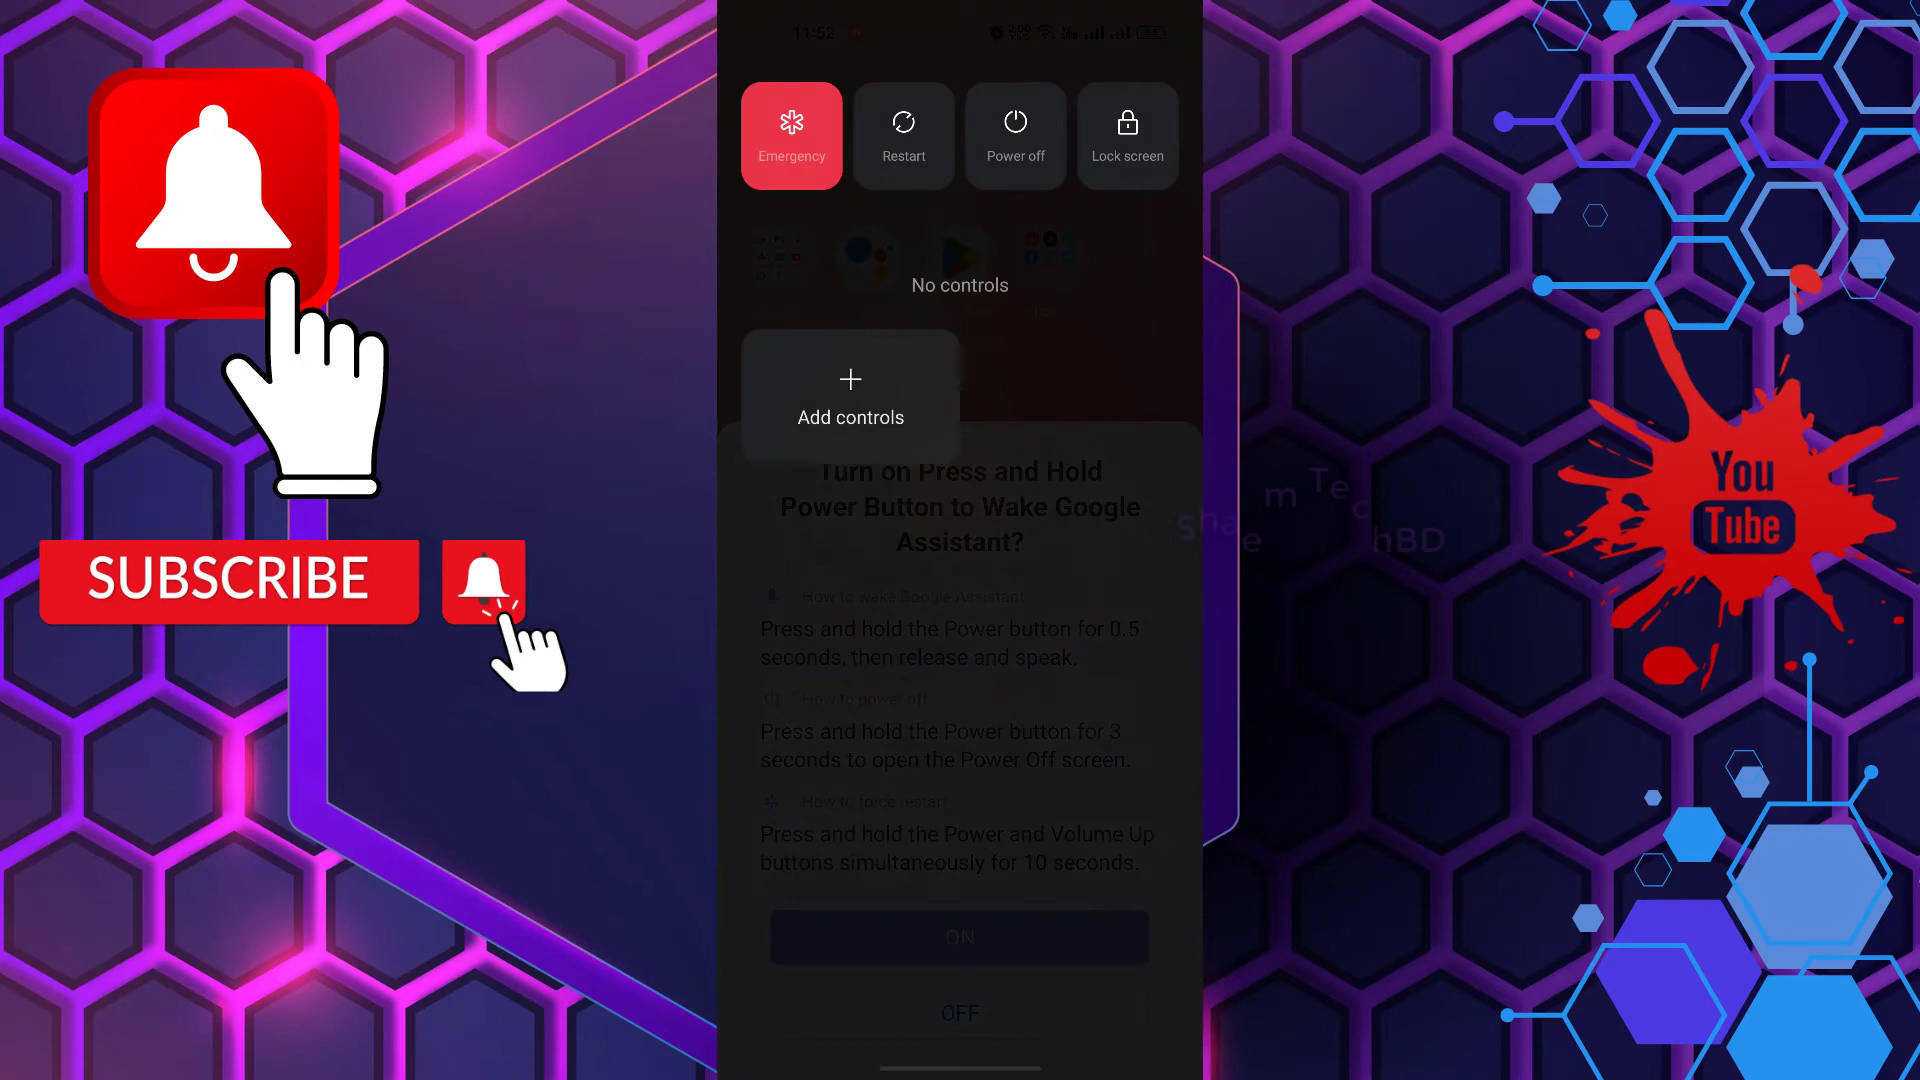 11:52
Emergency
Restart
Power off
Lock screen
No controls
Add controls
Turn on Press and Hold
Power Button to Wake Google
Assistant?
How to wake Google Assistant
Press and hold the Power button for 0.5
seconds, then release and speak.
How to power off
Press and hold the Power button for 3
seconds to open the Power Off screen.
How to force restart
Press and hold the Power and Volume Up
buttons simultaneously for 10 seconds.
ON
OFF
SUBSCRIBE
You
Tube